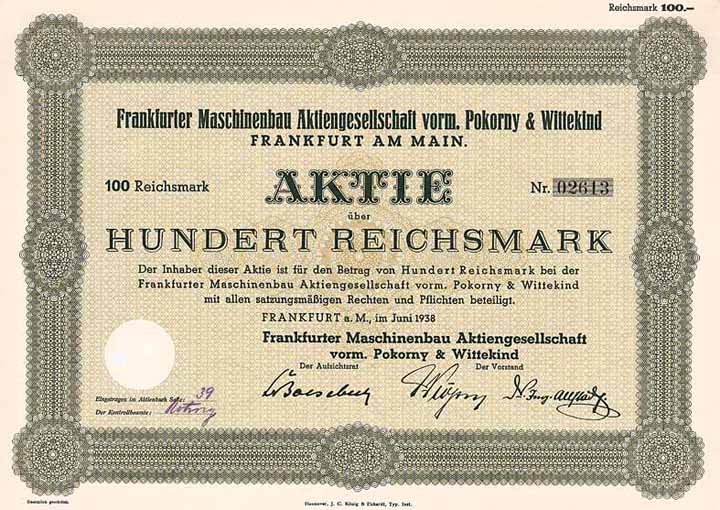 Reichsmark 100.—
Frankfurter Maschinenbau Aktiengesellschaft vorm. Pokorny & Wittekind
FRANKFURT AM MAIN.
100 Reichsmark
AKTIE
Nr. 02613
über
HUNDERT REICHSMARK
Der Inhaber dieser Aktie ist für den Betrag von Hundert Reichsmark bei der
Frankfurter Maschinenbau Aktiengesellschaft vorm. Pokorny & Wittekind
mit allen satzungsmäßigen Rechten und Pflichten beteiligt.
FRANKFURT a. M., im Juni 1938
Frankfurter Maschinenbau Aktiengesellschaft
vorm. Pokorny & Wittekind
Der Aufsichtsrat
Der Vorstand
Eingetragen im Aktienbuch Seite: 39
Der Kontrollbeamte:
Gesetzlich geschützt.
Hannover, J. C. König & Ebhardt, Typ. Inst.